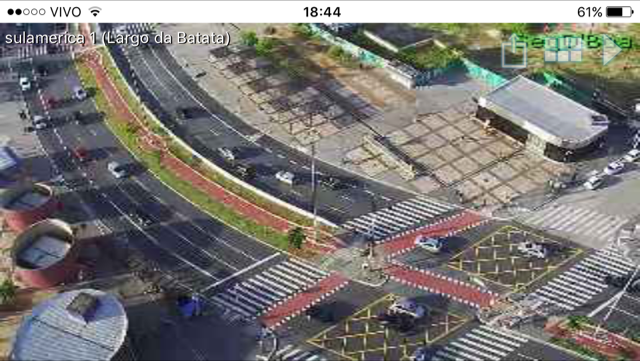 VIVO 18:44 61%
sulamerica 1 (Largo da Batata)